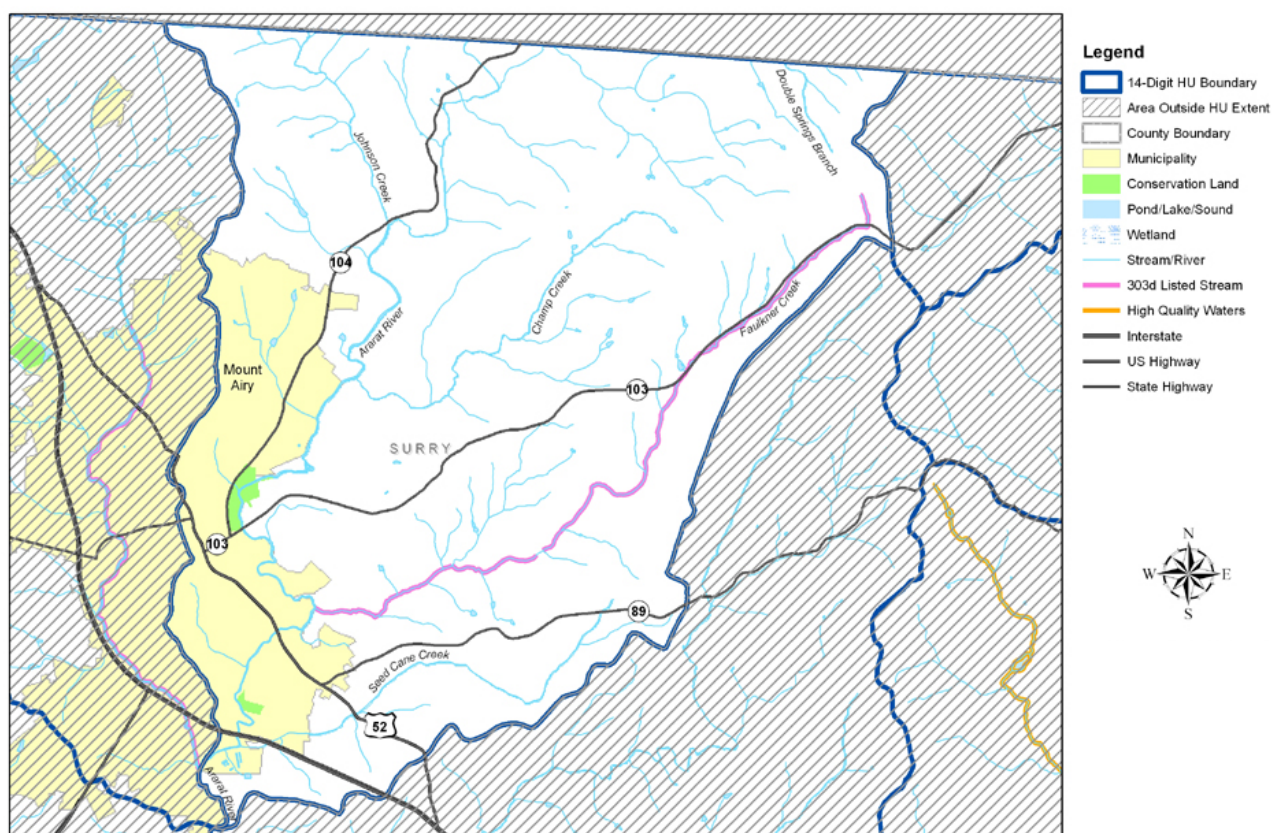 Legend
14-Digit HU Boundary
Area Outside HU Extent
County Boundary
Municipality
Conservation Land
Pond/Lake/Sound
Wetland
Stream/River
303d Listed Stream
High Quality Waters
Interstate
US Highway
State Highway
Double Springs Branch
Johnson Creek
104
Champ Creek
Faulkner Creek
Ararat River
Mount
Airy
103
SURRY
103
89
Seed Cane Creek
52
Ararat River
N
W
E
S